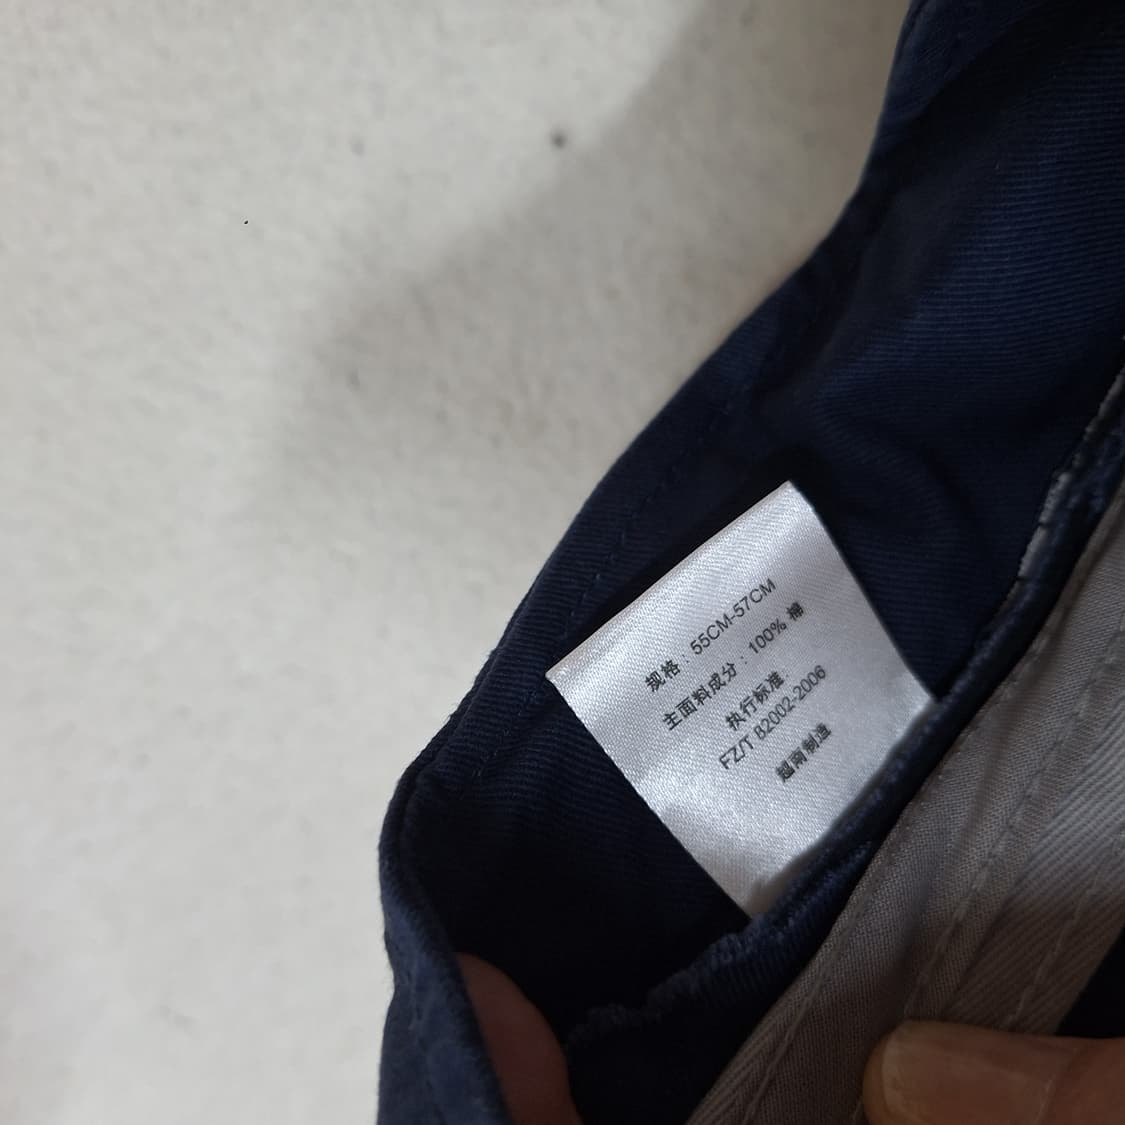 规格：55CM-57CM
主面料成分：100% 棉
执行标准
FZ/T 82002-2006
越南制造